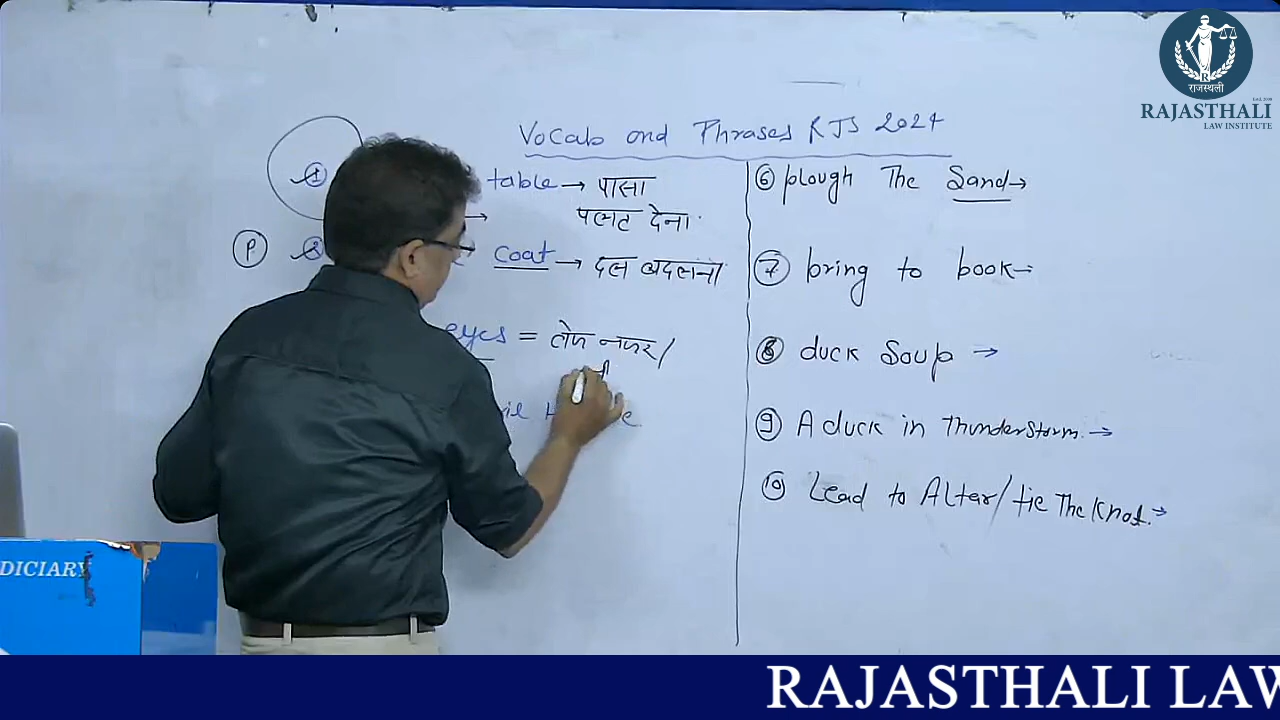 राजस्थली
RAJASTHALI
LAW INSTITUTE
Vocab and Phrases RJS 2024
① table → पासा
→ पलट देना.
Ⓟ coat → दल बदलना
eyes = तेज नजर/
⑥ plough The Sand→
⑦ bring to book→
⑧ duck Soup →
⑨ A duck in ThunderStorm. →
⑩ Lead to Alter/tie The Knot. →
DICIARY
RAJASTHALI LAW